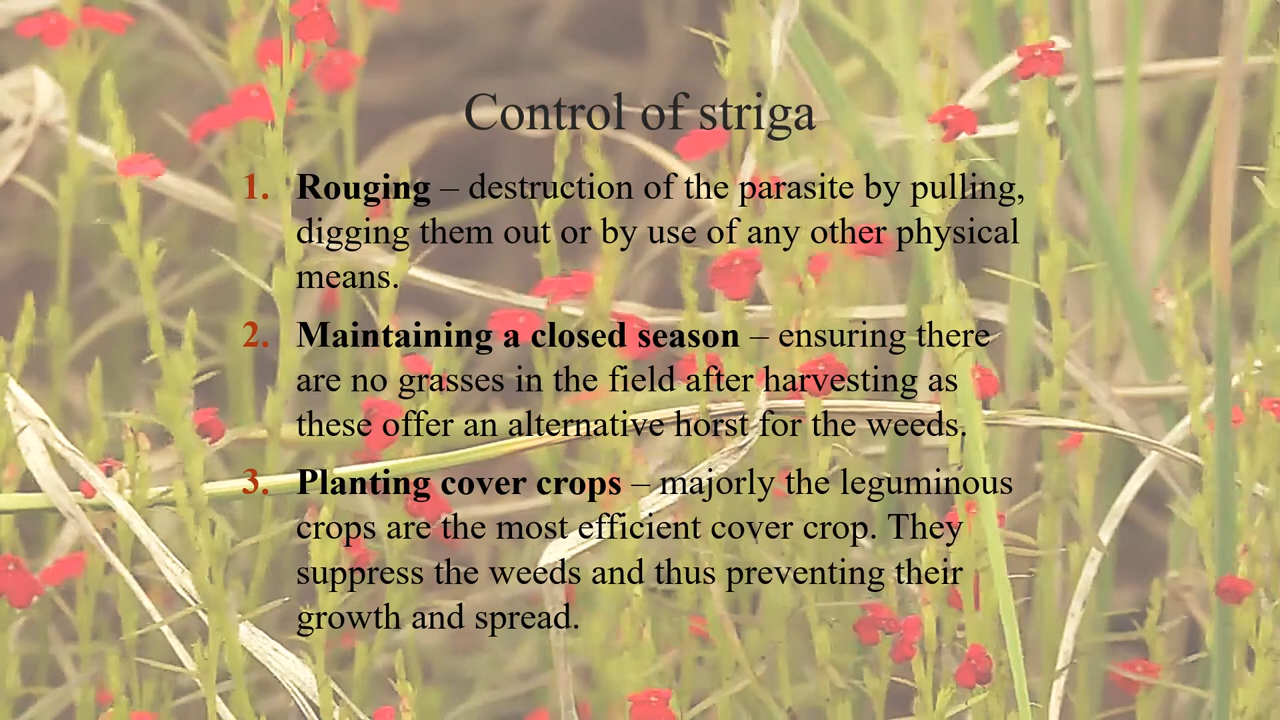 Control of striga
1. Rouging – destruction of the parasite by pulling,
digging them out or by use of any other physical
means.
2. Maintaining a closed season – ensuring there
are no grasses in the field after harvesting as
these offer an alternative horst for the weeds.
3. Planting cover crops – majorly the leguminous
crops are the most efficient cover crop. They
suppress the weeds and thus preventing their
growth and spread.